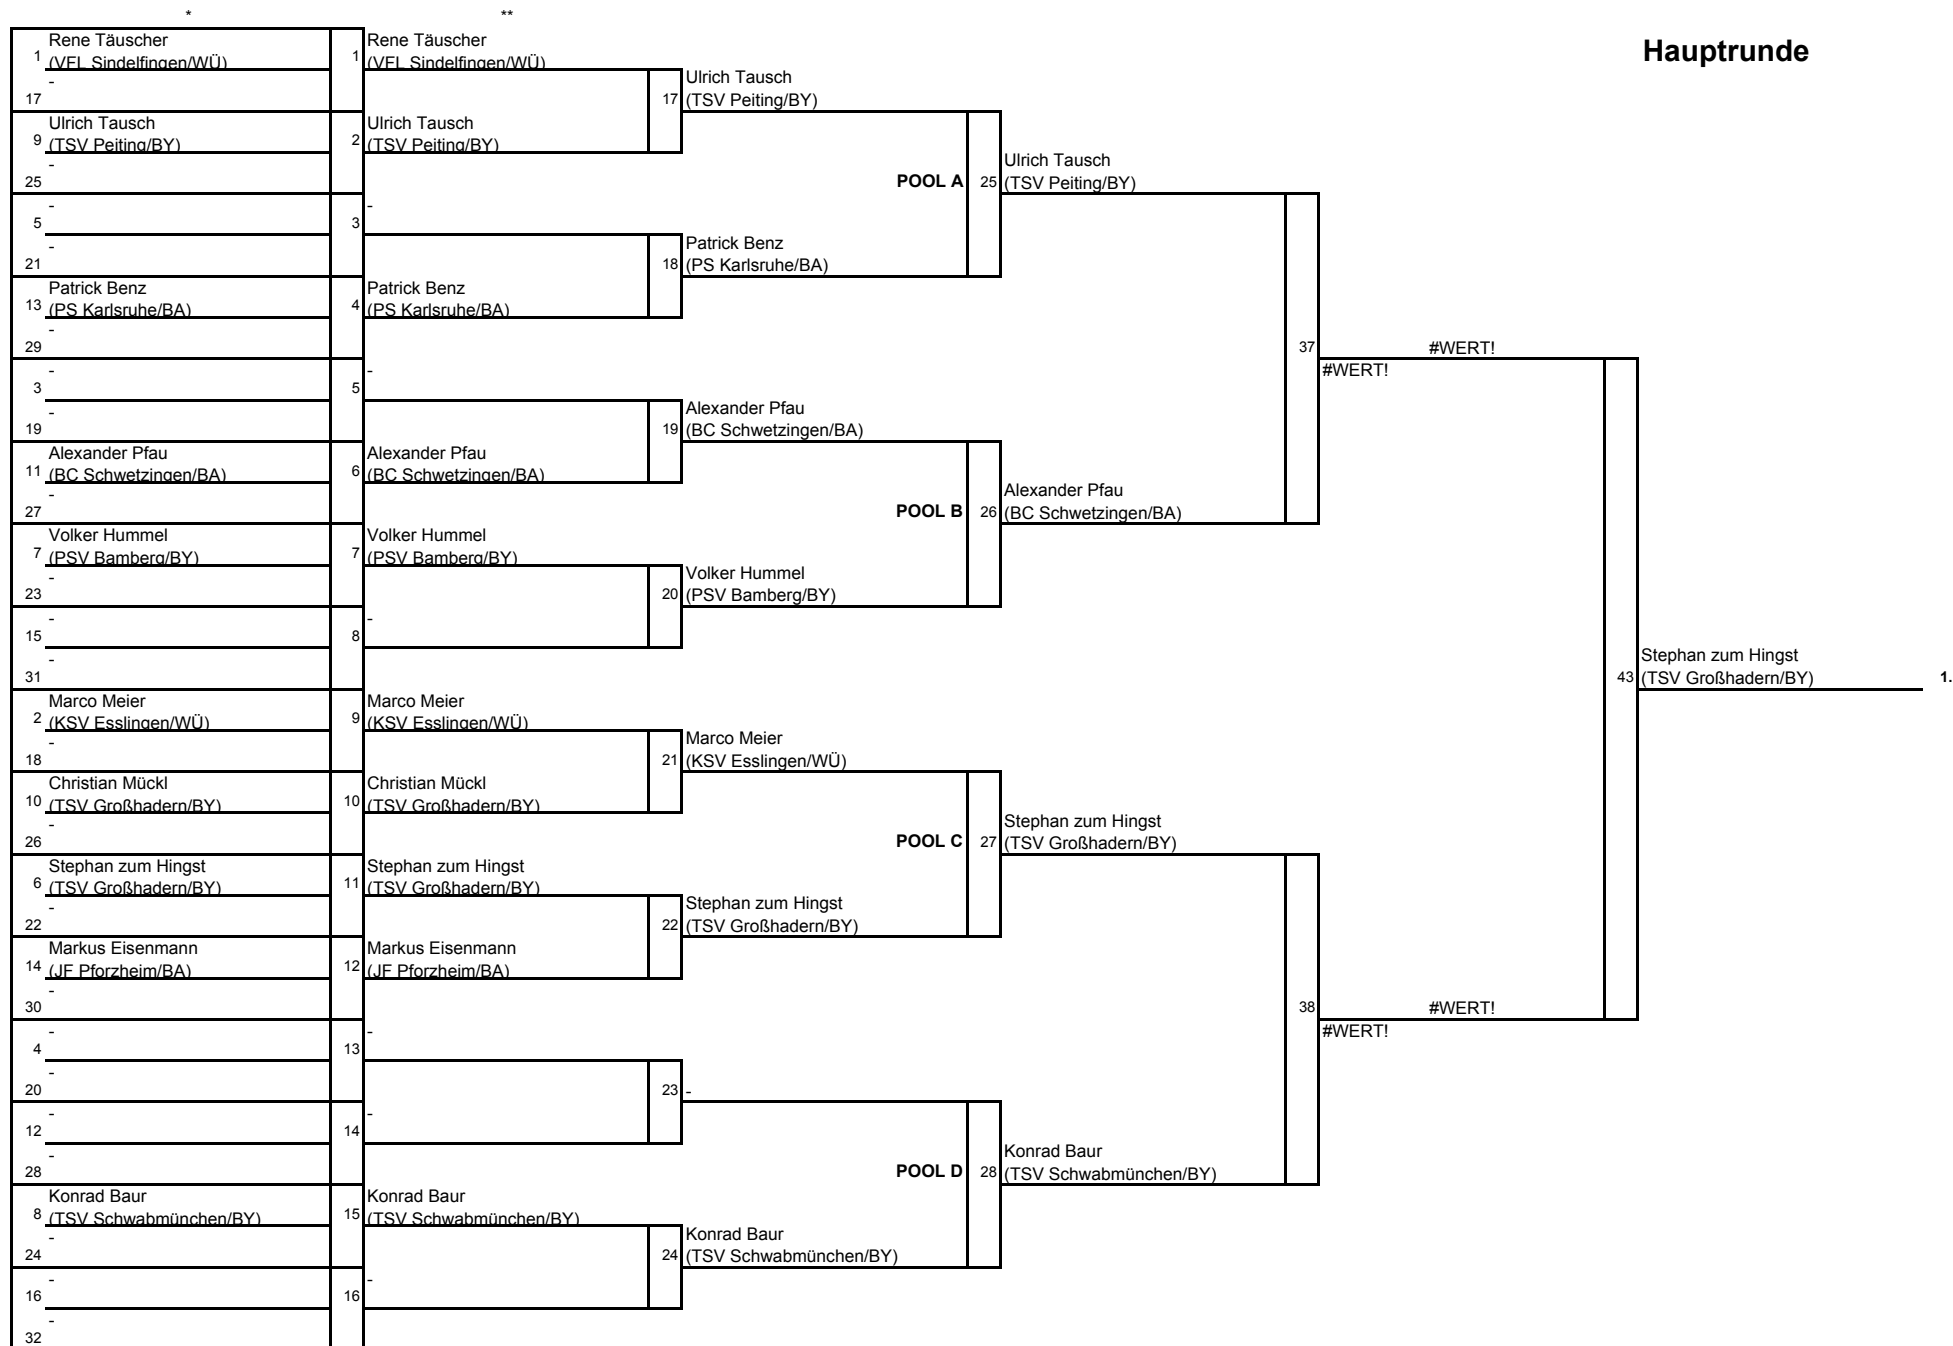 * **
Hauptrunde
Rene Täuscher Rene Täuscher
1 (VFL Sindelfingen/WÜ) 1 (VFL Sindelfingen/WÜ)
- Ulrich Tausch
17 17 (TSV Peiting/BY)
Ulrich Tausch Ulrich Tausch
9 (TSV Peiting/BY) 2 (TSV Peiting/BY)
- Ulrich Tausch
25 POOL A 25 (TSV Peiting/BY)
- -
5 3
- Patrick Benz
21 18 (PS Karlsruhe/BA)
Patrick Benz Patrick Benz
13 (PS Karlsruhe/BA) 4 (PS Karlsruhe/BA)
-
29 37 #WERT!
- - #WERT!
3 5
- Alexander Pfau
19 19 (BC Schwetzingen/BA)
Alexander Pfau Alexander Pfau
11 (BC Schwetzingen/BA) 6 (BC Schwetzingen/BA)
- Alexander Pfau
27 POOL B 26 (BC Schwetzingen/BA)
Volker Hummel Volker Hummel
7 (PSV Bamberg/BY) 7 (PSV Bamberg/BY)
- Volker Hummel
23 20 (PSV Bamberg/BY)
- -
15 8
- Stephan zum Hingst
31 43 (TSV Großhadern/BY) 1.
Marco Meier Marco Meier
2 (KSV Esslingen/WÜ) 9 (KSV Esslingen/WÜ)
- Marco Meier
18 21 (KSV Esslingen/WÜ)
Christian Mückl Christian Mückl
10 (TSV Großhadern/BY) 10 (TSV Großhadern/BY)
- Stephan zum Hingst
26 POOL C 27 (TSV Großhadern/BY)
Stephan zum Hingst Stephan zum Hingst
6 (TSV Großhadern/BY) 11 (TSV Großhadern/BY)
- Stephan zum Hingst
22 22 (TSV Großhadern/BY)
Markus Eisenmann Markus Eisenmann
14 (JF Pforzheim/BA) 12 (JF Pforzheim/BA)
-
30 38 #WERT!
- - #WERT!
4 13
-
20 23 -
- -
12 14
- Konrad Baur
28 POOL D 28 (TSV Schwabmünchen/BY)
Konrad Baur Konrad Baur
8 (TSV Schwabmünchen/BY) 15 (TSV Schwabmünchen/BY)
- Konrad Baur
24 24 (TSV Schwabmünchen/BY)
- -
16 16
-
32